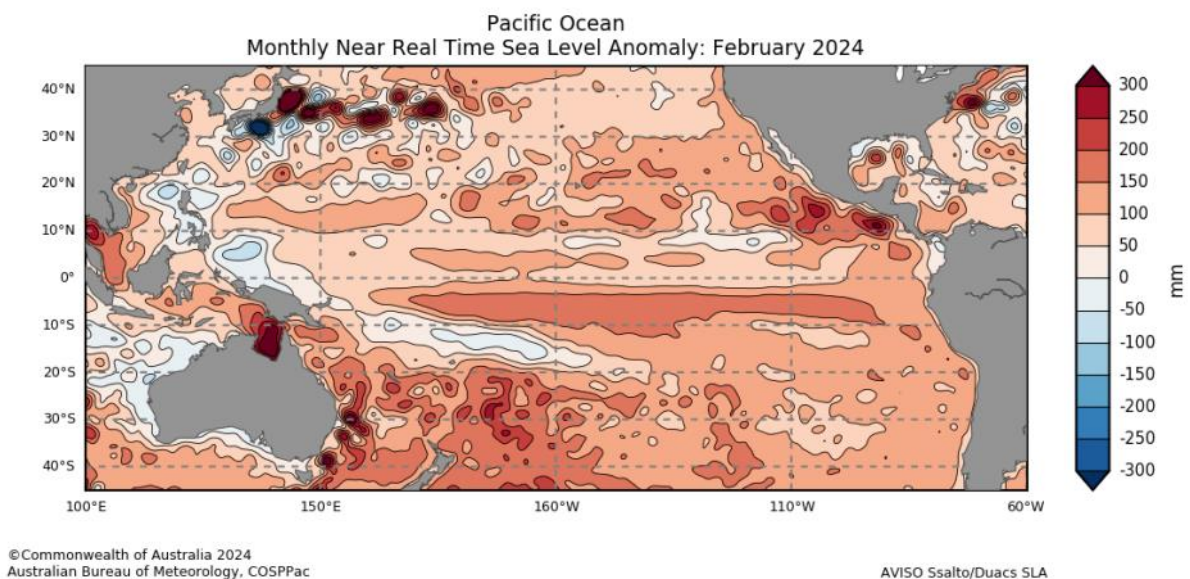 Pacific Ocean
Monthly Near Real Time Sea Level Anomaly: February 2024
40°N
30°N
20°N
10°N
0°
10°S
20°S
30°S
40°S
100°E
150°E
160°W
110°W
60°W
300
250
200
150
100
50
0
-50
-100
-150
-200
-250
-300
mm
©Commonwealth of Australia 2024
Australian Bureau of Meteorology, COSPPac
AVISO Ssalto/Duacs SLA